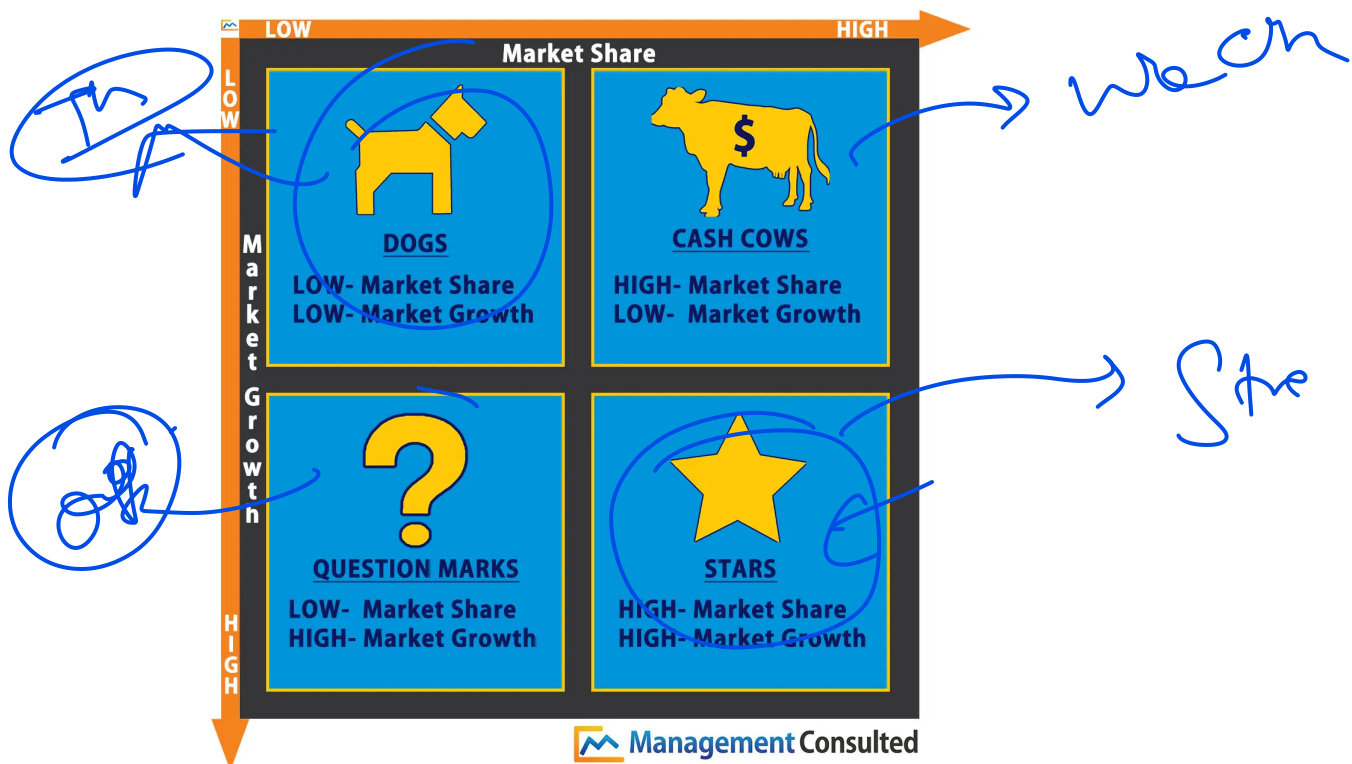 LOW HIGH
Market Share
LOW
Market Growth
HIGH
DOGS
LOW- Market Share
LOW- Market Growth
CASH COWS
HIGH- Market Share
LOW- Market Growth
QUESTION MARKS
LOW- Market Share
HIGH- Market Growth
STARS
HIGH- Market Share
HIGH- Market Growth
Stre
Management Consulted